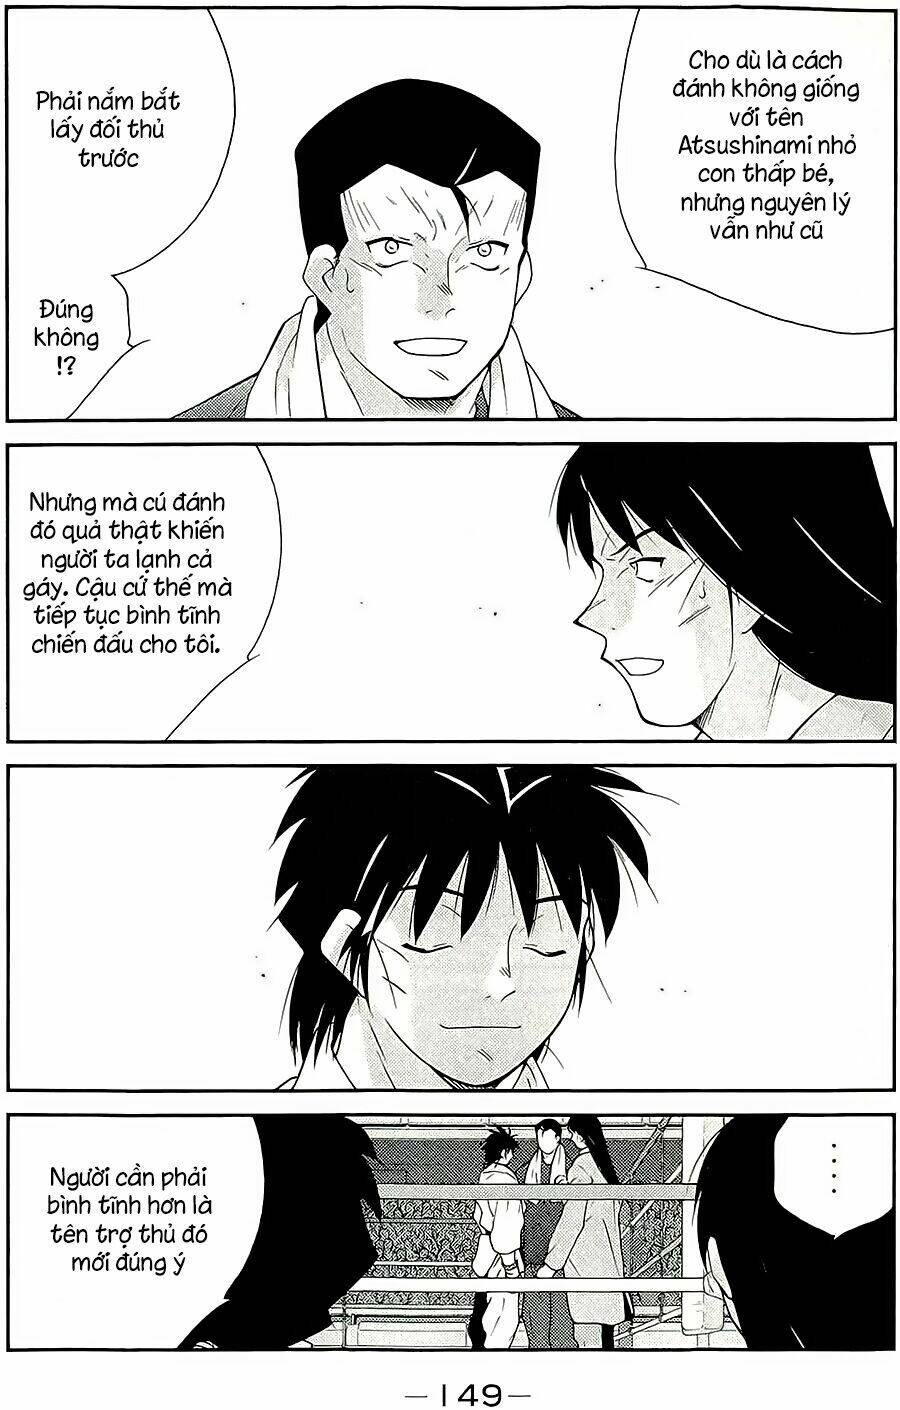 Cho dù là cách
đánh không giống
với tên
Atsushinami nhỏ
con thấp bé,
nhưng nguyên lý
vẫn như cũ
Phải nắm bắt
lấy đối thủ
trước
Đúng
không
!?
Nhưng mà cú đánh
đó quả thật khiến
người ta lạnh cả
gáy. Cậu cứ thế mà
tiếp tục bình tĩnh
chiến đấu cho tôi.
....
Người cần phải
bình tĩnh hơn là
tên trợ thủ đó
mới đúng ý
— 149 —